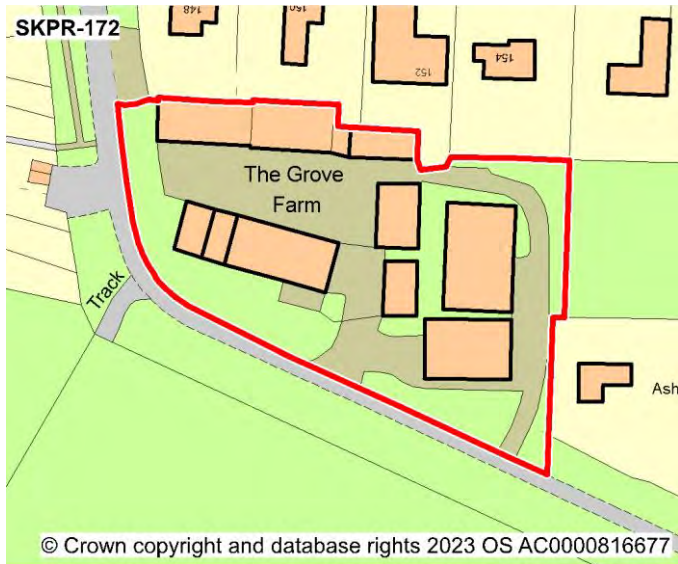 SKPR-172
148
150
152
154
The Grove
Farm
Track
Ash
© Crown copyright and database rights 2023 OS AC0000816677